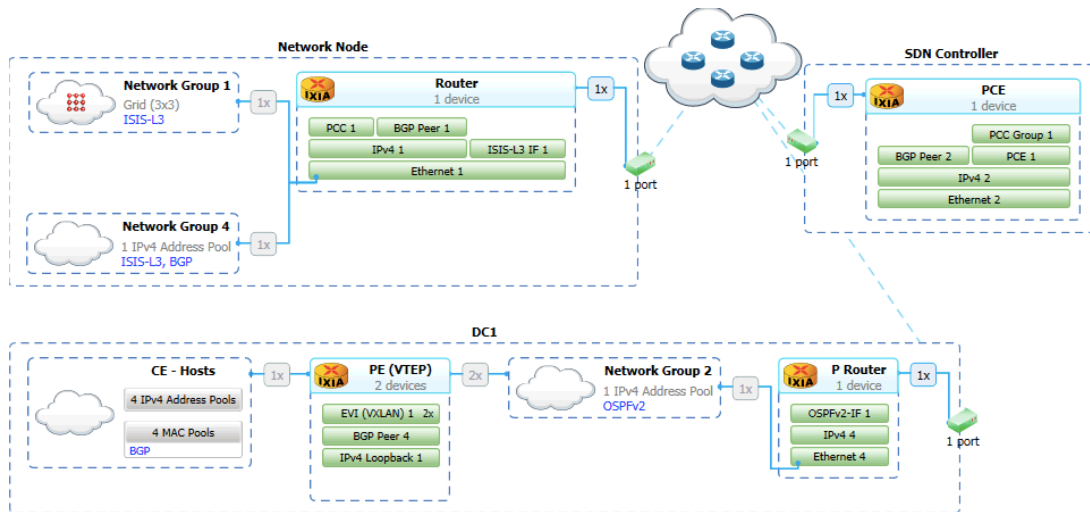 Network Node
Network Group 1
Grid (3x3)
ISIS-L3
1x
IXIA
Router
1 device
1x
PCC 1
BGP Peer 1
IPv4 1
ISIS-L3 IF 1
Ethernet 1
1 port
Network Group 4
1 IPv4 Address Pool
ISIS-L3, BGP
1x
SDN Controller
1 port
1x
IXIA
PCE
1 device
PCC Group 1
BGP Peer 2
PCE 1
IPv4 2
Ethernet 2
DC1
CE - Hosts
4 IPv4 Address Pools
4 MAC Pools
BGP
1x
IXIA
PE (VTEP)
2 devices
EVI (VXLAN) 1 2x
BGP Peer 4
IPv4 Loopback 1
2x
Network Group 2
1 IPv4 Address Pool
OSPFv2
1x
IXIA
P Router
1 device
OSPFv2-IF 1
IPv4 4
Ethernet 4
1x
1 port